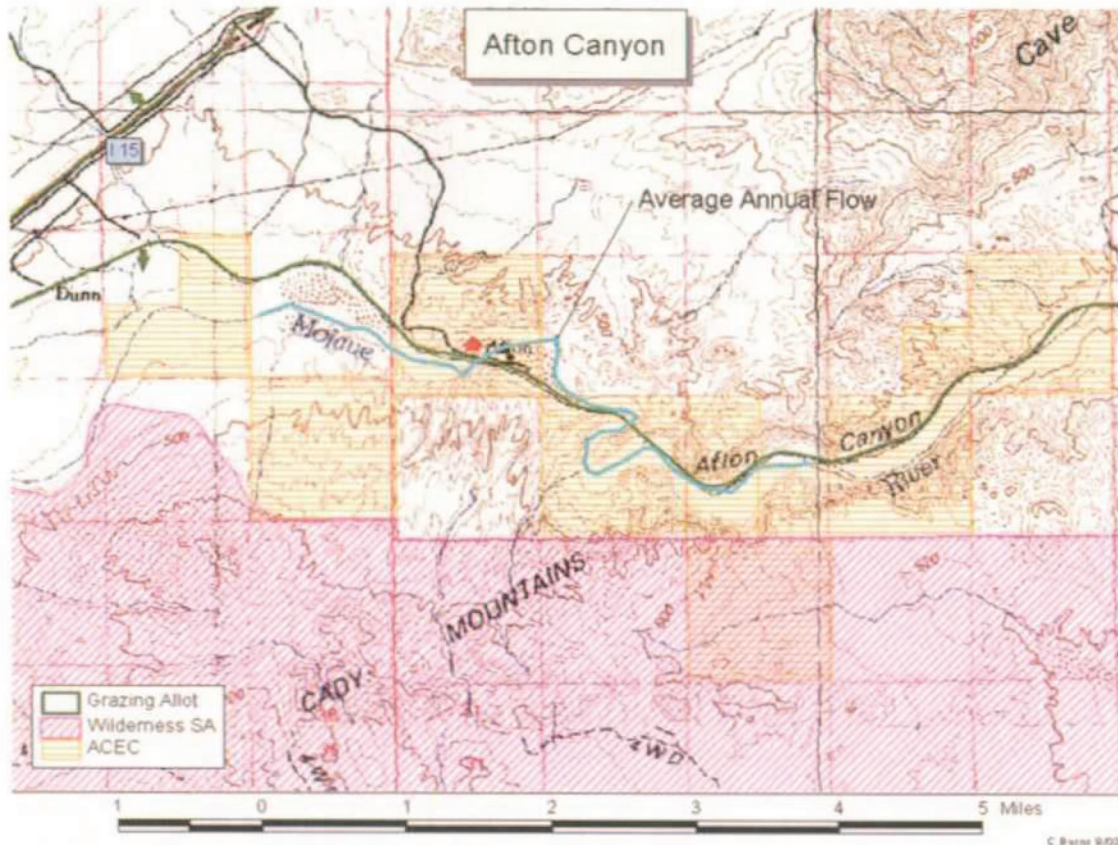 Afton Canyon
Cave
I 15
500
Average Annual Flow
Dunn
Mojave
500
Afton
Canyon
River
MOUNTAINS
500
600
CADY
4WD
Grazing Allot
Wilderness SA
ACEC
1 0 1 2 3 4 5 Miles